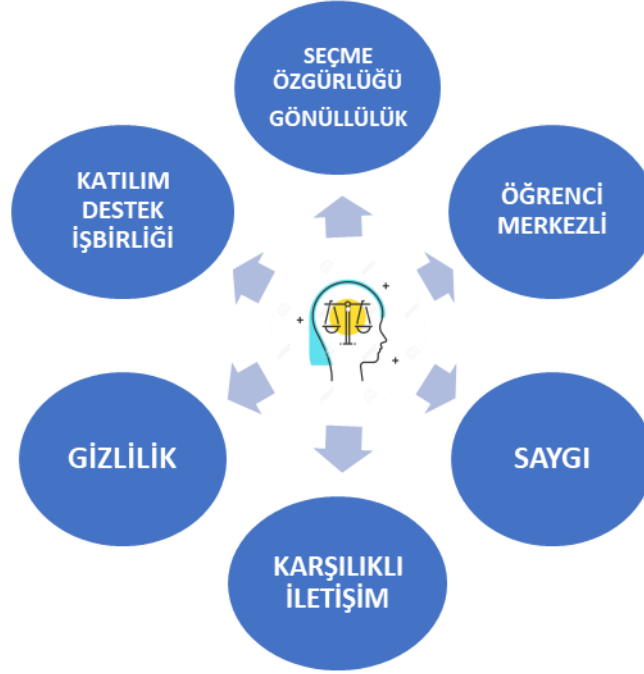 SEÇME
ÖZGÜRLÜĞÜ
GÖNÜLLÜLÜK
ÖĞRENCİ
MERKEZLİ
SAYGI
KARŞILIKLI
İLETİŞİM
GİZLİLİK
KATILIM
DESTEK
İŞBİRLİĞİ